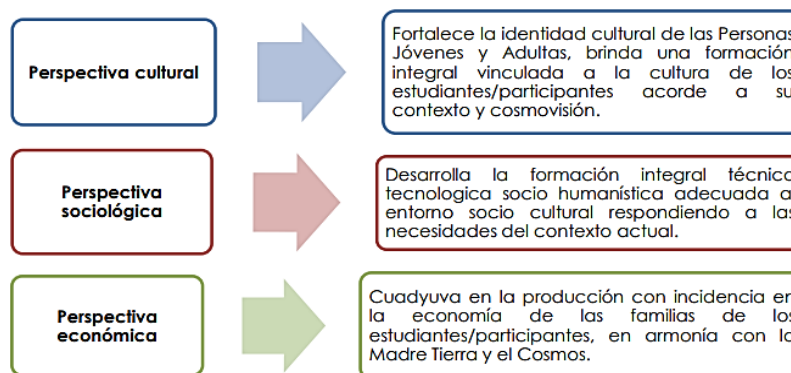 Perspectiva cultural
Fortalece la identidad cultural de las Personas
Jóvenes y Adultas, brinda una formación
integral vinculada a la cultura de los
estudiantes/participantes acorde a su
contexto y cosmovisión.
Perspectiva
sociológica
Desarrolla la formación integral técnica
tecnologica socio humanística adecuada a
entorno socio cultural respondiendo a las
necesidades del contexto actual.
Perspectiva
económica
Cuadyuva en la producción con incidencia en
la economía de las familias de los
estudiantes/participantes, en armonía con la
Madre Tierra y el Cosmos.